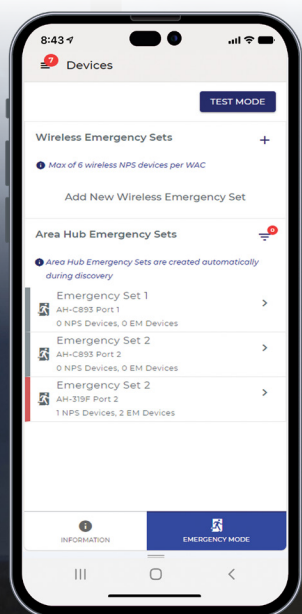 8:43
7
Devices
TEST MODE
Wireless Emergency Sets
+
Max of 6 wireless NPS devices per WAC
Add New Wireless Emergency Set
Area Hub Emergency Sets
0
Area Hub Emergency Sets are created automatically
during discovery
Emergency Set 1
AH-C893 Port 1
0 NPS Devices, 0 EM Devices
Emergency Set 2
AH-C893 Port 2
0 NPS Devices, 0 EM Devices
Emergency Set 2
AH-319F Port 2
1 NPS Devices, 2 EM Devices
INFORMATION
EMERGENCY MODE